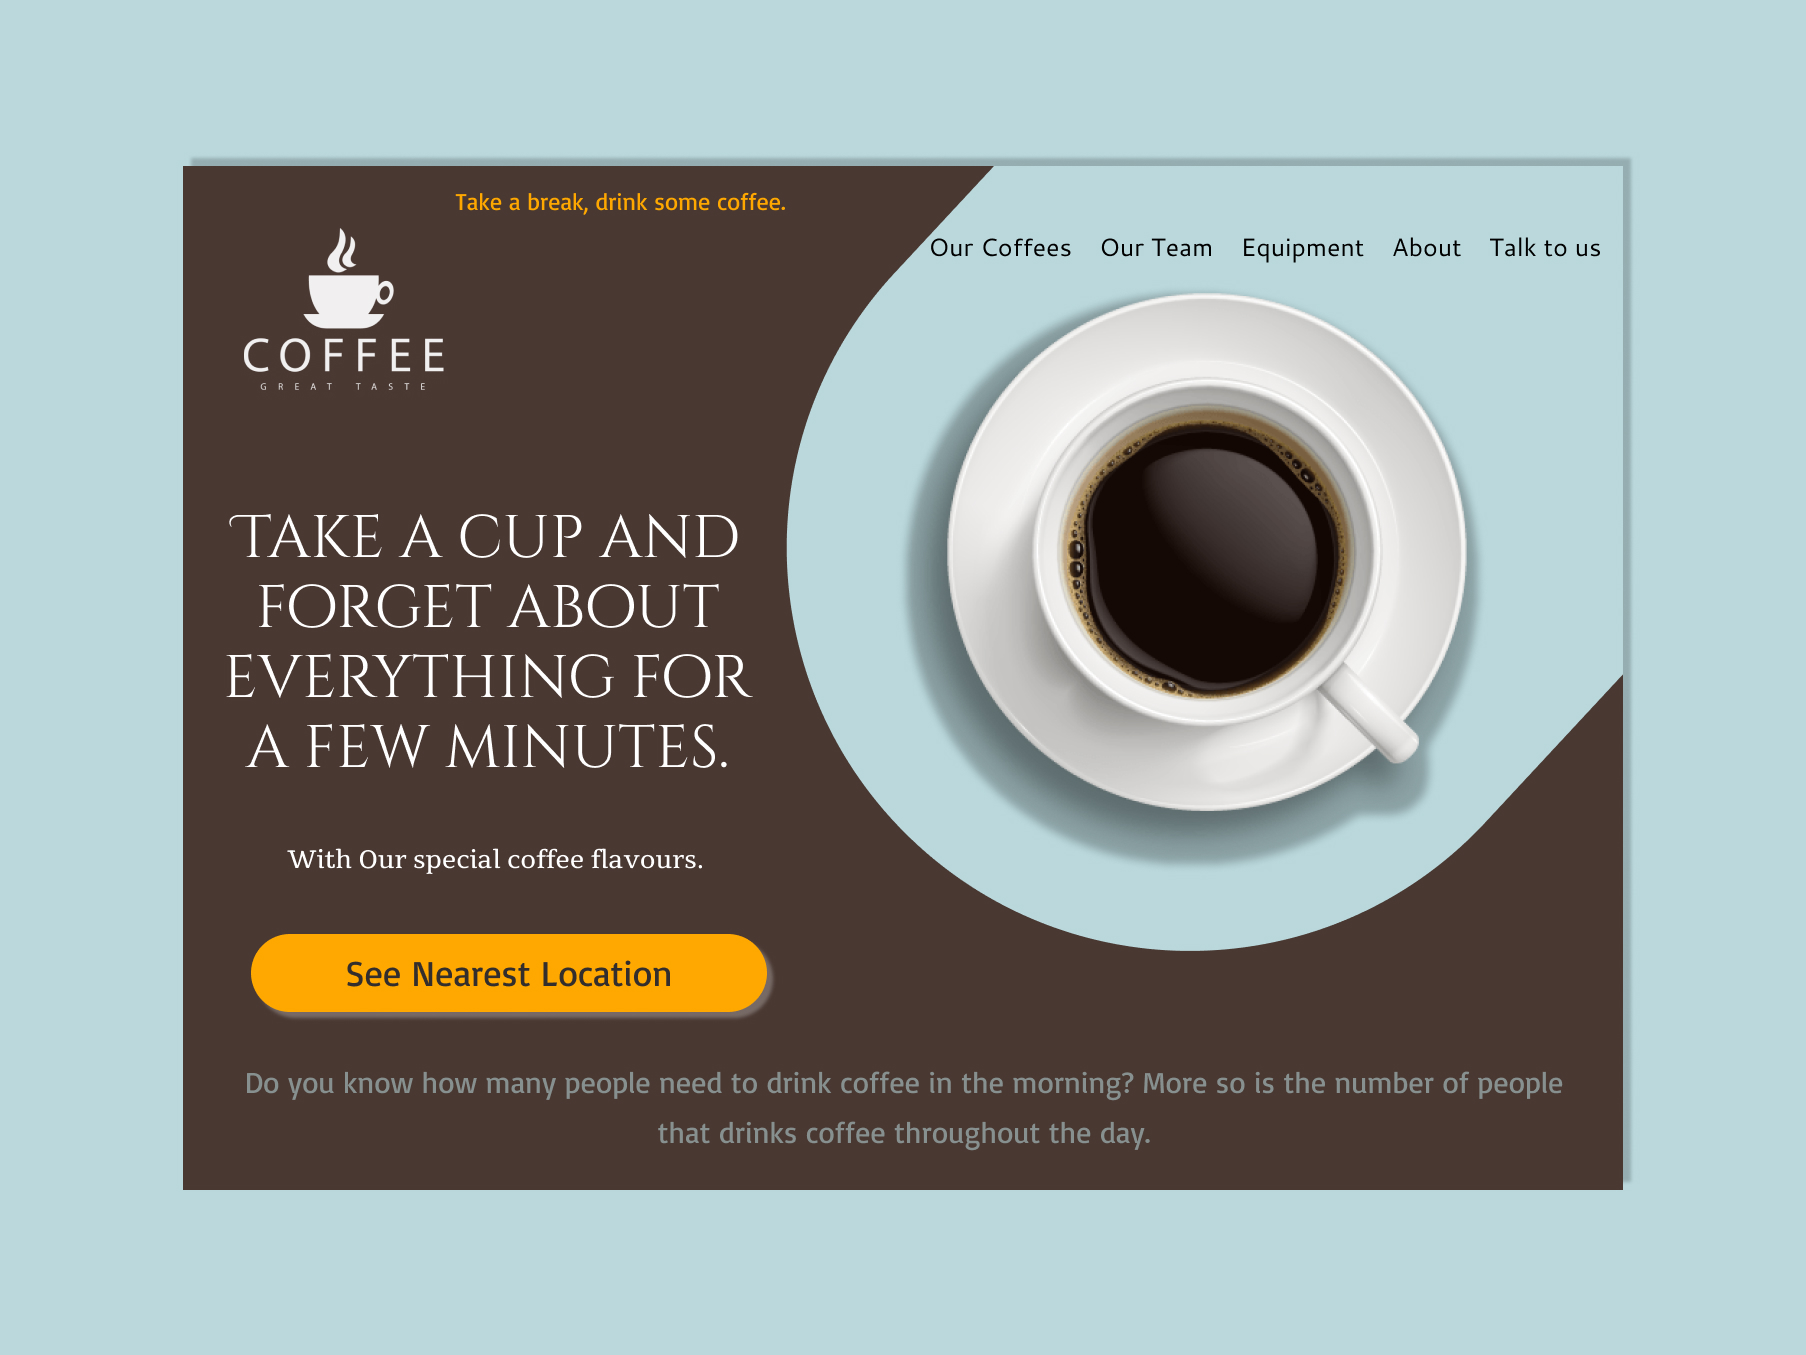 Take a break, drink some coffee.
Our Coffees Our Team Equipment About Talk to us
COFFEE
GREAT TASTE
TAKE A CUP AND
FORGET ABOUT
EVERYTHING FOR
A FEW MINUTES.
With Our special coffee flavours.
See Nearest Location
Do you know how many people need to drink coffee in the morning? More so is the number of people
that drinks coffee throughout the day.